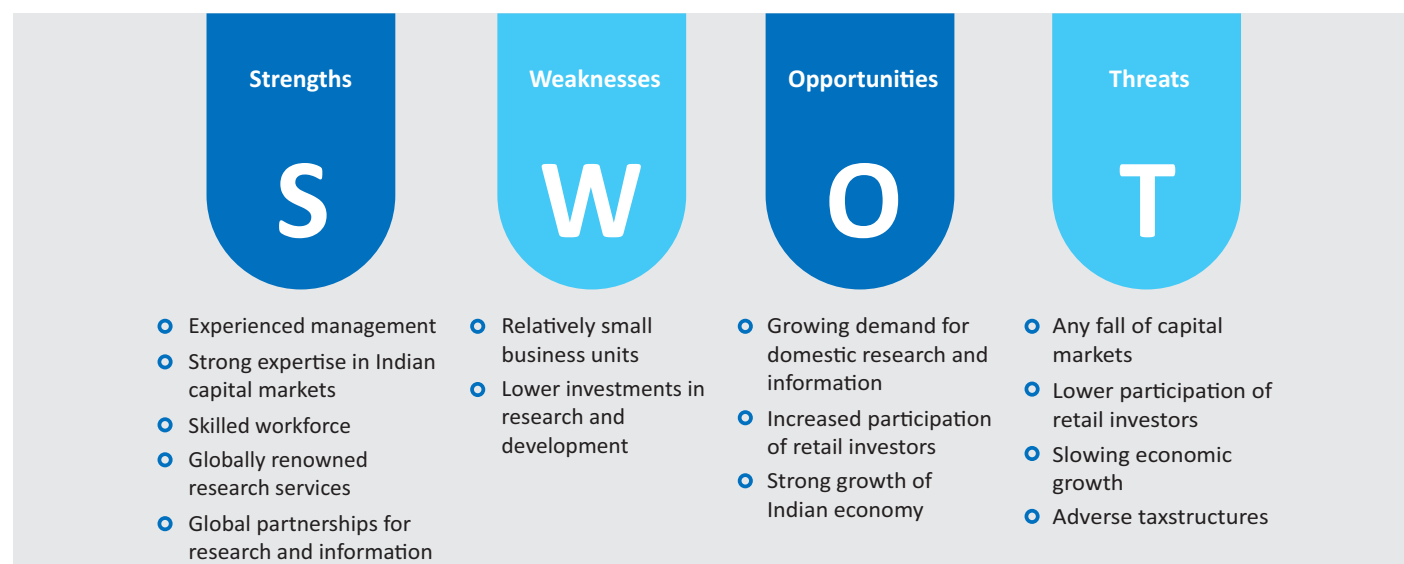 Strengths
S
Experienced management
Strong expertise in Indian
capital markets
Skilled workforce
Globally renowned
research services
Global partnerships for
research and information
Weaknesses
W
Relatively small
business units
Lower investments in
research and
development
Opportunities
O
Growing demand for
domestic research and
information
Increased participation
of retail investors
Strong growth of
Indian economy
Threats
T
Any fall of capital
markets
Lower participation of
retail investors
Slowing economic
growth
Adverse taxstructures